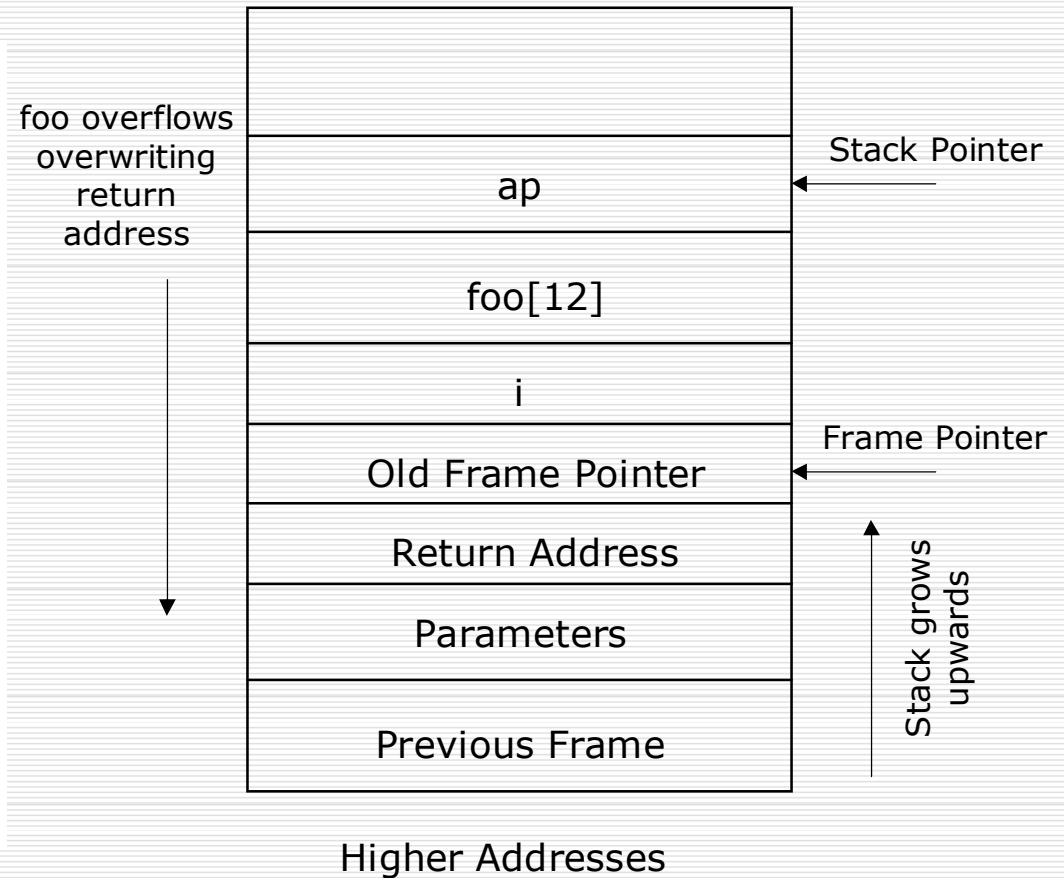 foo overflows
overwriting
return
address
ap
foo[12]
i
Old Frame Pointer
Return Address
Parameters
Previous Frame
Stack Pointer
Frame Pointer
Stack grows
upwards
Higher Addresses